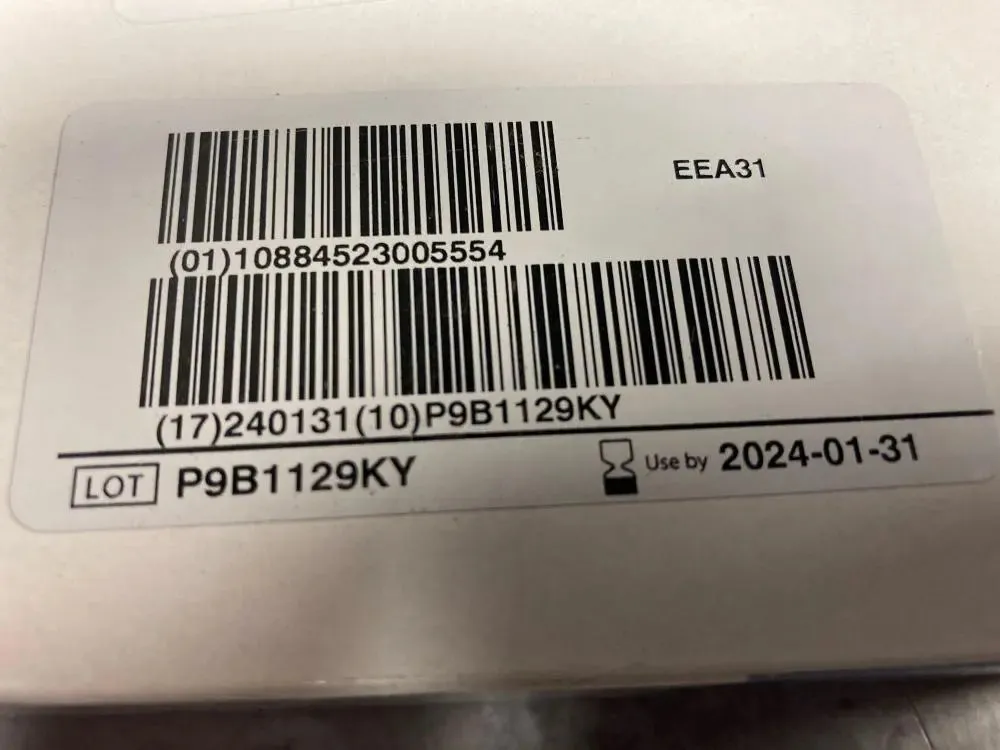 EEA31
(01)10884523005554
(17)240131(10)P9B1129KY
LOT P9B1129KY
Use by 2024-01-31